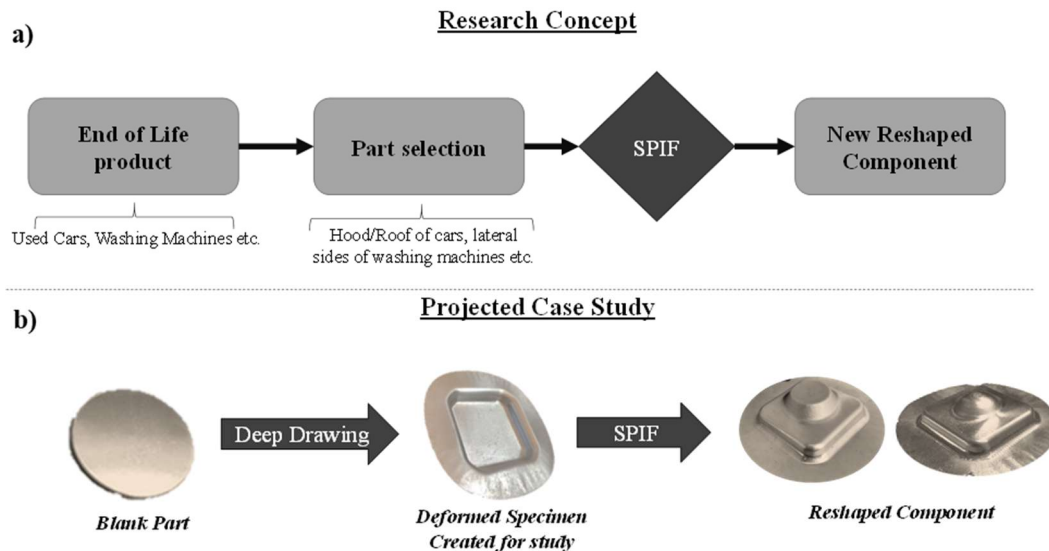 Research Concept
a)
End of Life
product
Part selection
SPIF
New Reshaped
Component
Used Cars, Washing Machines etc.
Hood/Roof of cars, lateral
sides of washing machines etc.
Projected Case Study
b)
Deep Drawing
SPIF
Blank Part
Deformed Specimen
Created for study
Reshaped Component